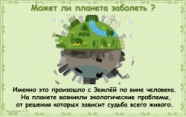 Может ли планета заболеть ?
Именно это произошло с Землёй по вине человека.
На планете возникли экологические проблемы,
от решения которых зависит судьба всего живого.